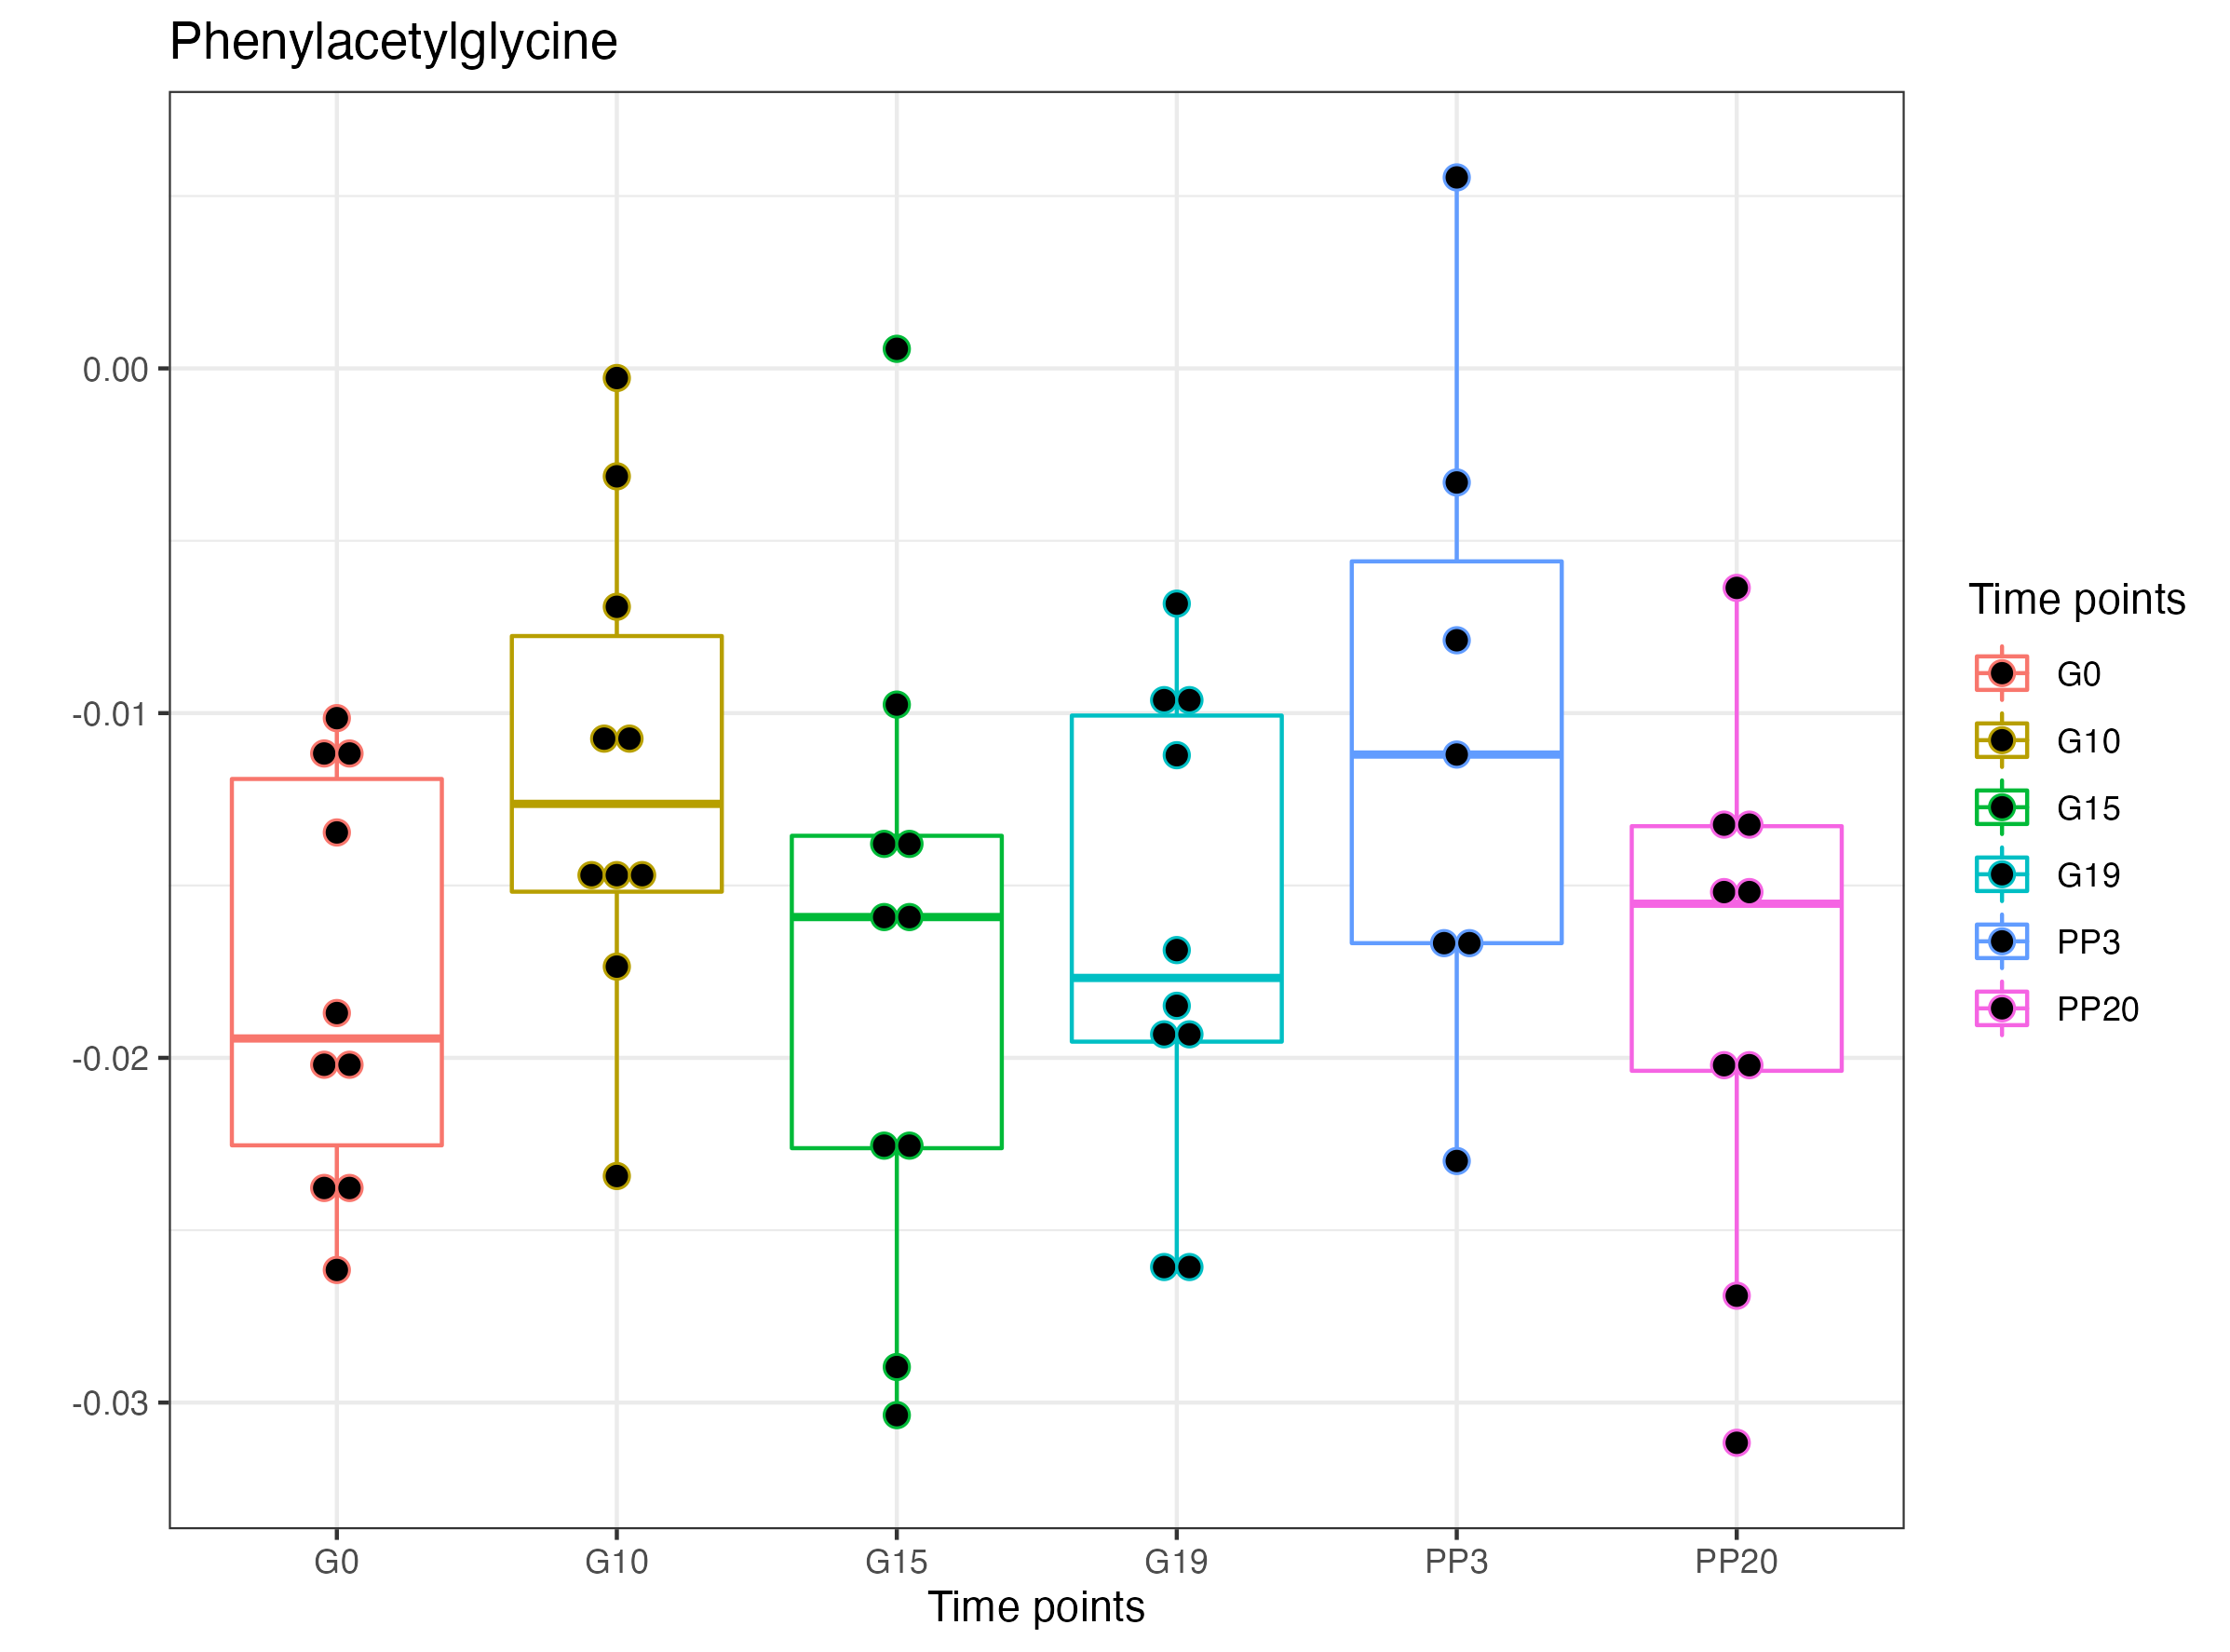 Phenylacetylglycine
0.00
-0.01
-0.02
-0.03
G0
G10
G15
G19
PP3
PP20
Time points
Time points
G0
G10
G15
G19
PP3
PP20